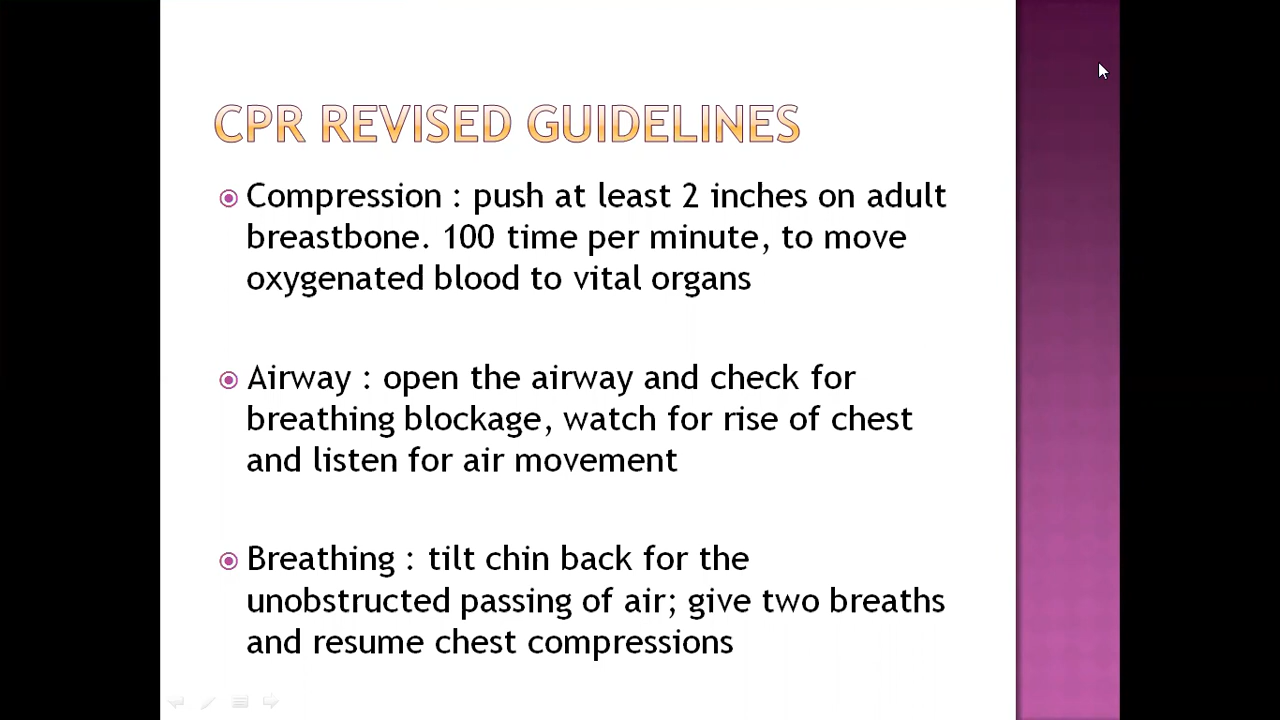 CPR REVISED GUIDELINES
Compression : push at least 2 inches on adult
breastbone. 100 time per minute, to move
oxygenated blood to vital organs
Airway : open the airway and check for
breathing blockage, watch for rise of chest
and listen for air movement
Breathing : tilt chin back for the
unobstructed passing of air; give two breaths
and resume chest compressions